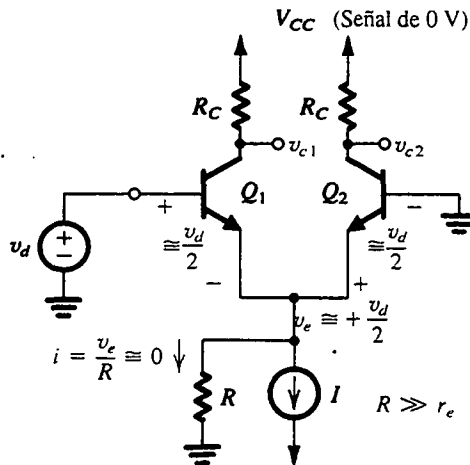 V_CC (Señal de 0 V)
R_C R_C
v_c1 v_c2
Q_1 Q_2
+ −
v_d + −
≅ v_d/2 ≅ v_d/2
− +
v_e ≅ + v_d/2
i = v_e/R ≅ 0 ↓
R I R ≫ r_e